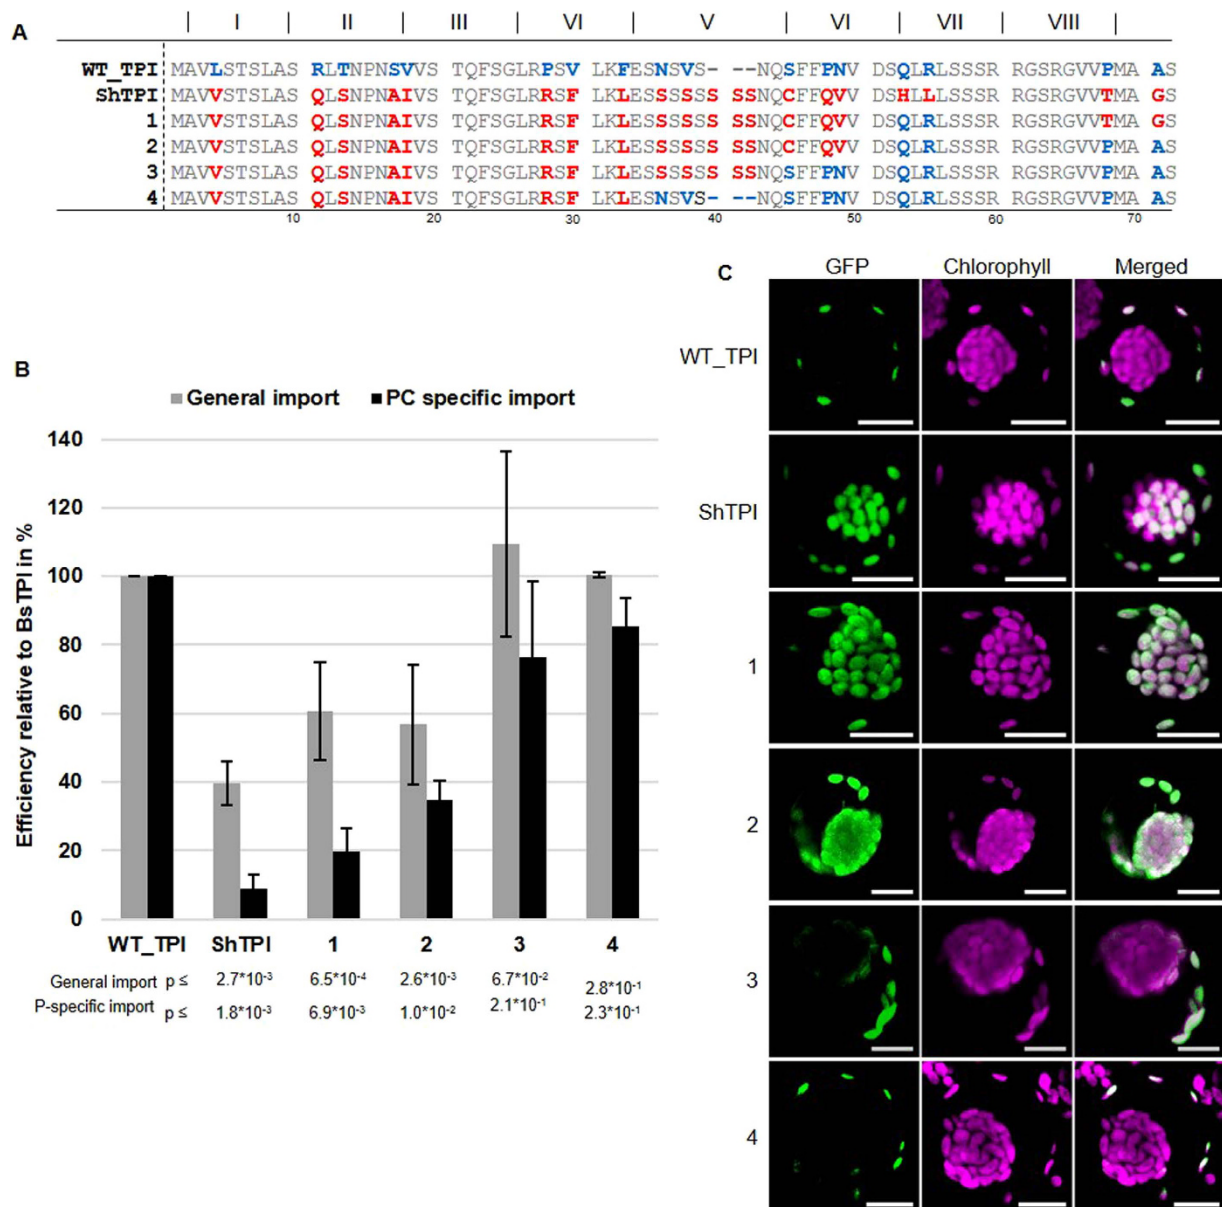 A
I II III VI V VI VII VIII
WT_TPI MAVLSTSLAS RLTNPNSVVS TQFSGLRPSV LKFESNSVS- --NQSFFPNV DSQLRLSSSR RGSRGVVPMA AS
ShTPI MAVVSTSLAS QLSNPNAIVS TQFSGLRRSF LKLESSSSSS SSNQCFFQVV DSHLLLSSSR RGSRGVVTMA GS
1 MAVVSTSLAS QLSNPNAIVS TQFSGLRRSF LKLESSSSSS SSNQCFFQVV DSQLRLSSSR RGSRGVVTMA GS
2 MAVVSTSLAS QLSNPNAIVS TQFSGLRRSF LKLESSSSSS SSNQCFFQVV DSQLRLSSSR RGSRGVVPMA AS
3 MAVVSTSLAS QLSNPNAIVS TQFSGLRRSF LKLESSSSSS SSNQSFFPNV DSQLRLSSSR RGSRGVVPMA AS
4 MAVVSTSLAS QLSNPNAIVS TQFSGLRRSF LKLESNSVS- --NQSFFPNV DSQLRLSSSR RGSRGVVPMA AS
10 20 30 40 50 60 70
B
General import PC specific import
Efficiency relative to BsTPI in %
140
120
100
80
60
40
20
0
WT_TPI ShTPI 1 2 3 4
General import p ≤ 2.7*10⁻³ 6.5*10⁻⁴ 2.6*10⁻³ 6.7*10⁻² 2.8*10⁻¹
P-specific import p ≤ 1.8*10⁻³ 6.9*10⁻³ 1.0*10⁻² 2.1*10⁻¹ 2.3*10⁻¹
C
GFP Chlorophyll Merged
WT_TPI
ShTPI
1
2
3
4